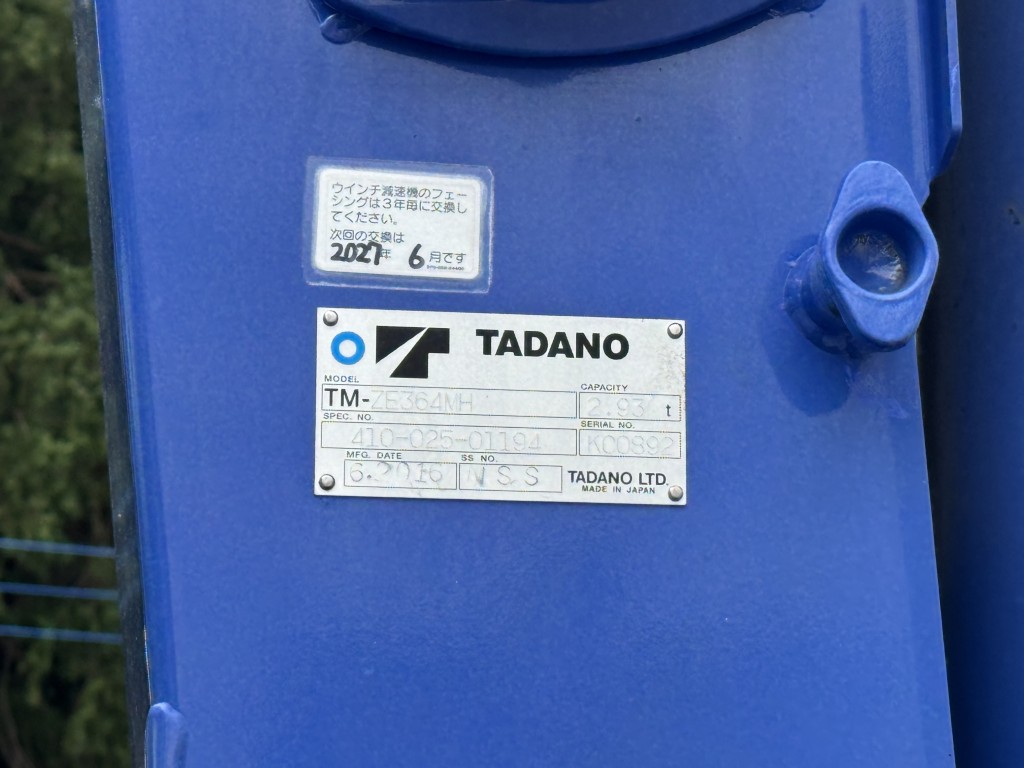 ウインチ減速機のフェー
シングは3年毎に交換し
てください。
次回の交換は
2027年 6月です
TADANO
MODEL
CAPACITY
TM-ZE364MH
2.93 t
SPEC. NO.
SERIAL NO.
410-025-01194
K00892
MFG. DATE
SS NO.
6.2016
N S S
TADANO LTD.
MADE IN JAPAN